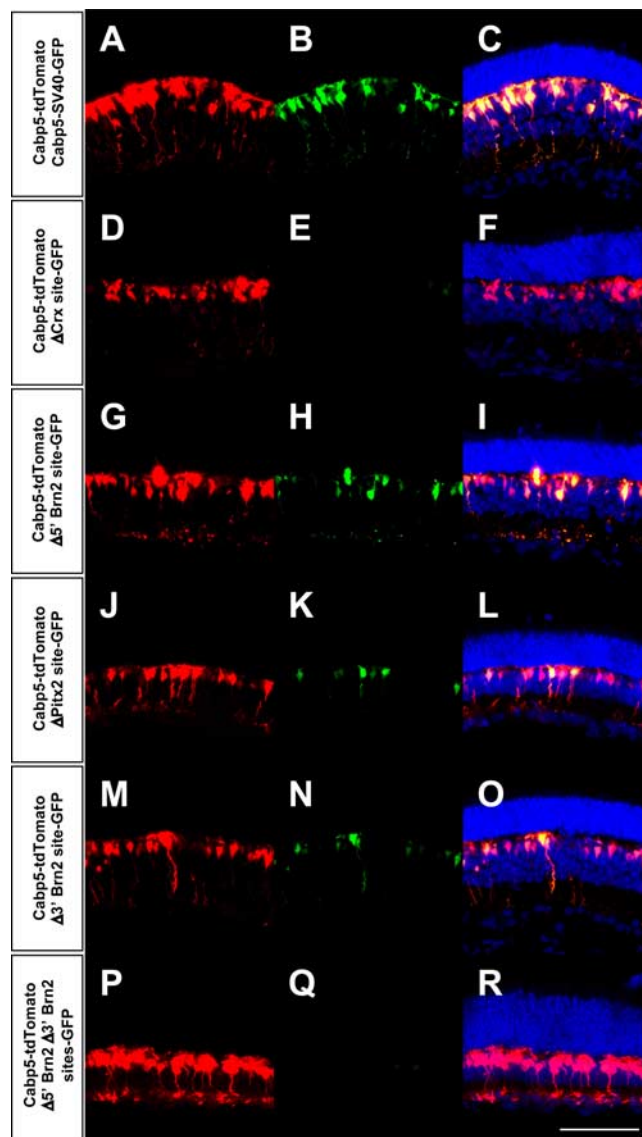 Cabp5-tdTomato
Cabp5-SV40-GFP
A
B
C
Cabp5-tdTomato
ΔCrx site-GFP
D
E
F
Cabp5-tdTomato
Δ5' Brn2 site-GFP
G
H
I
Cabp5-tdTomato
ΔPitx2 site-GFP
J
K
L
Cabp5-tdTomato
Δ3' Brn2 site-GFP
M
N
O
Cabp5-tdTomato
Δ5' Brn2 Δ3' Brn2
sites-GFP
P
Q
R